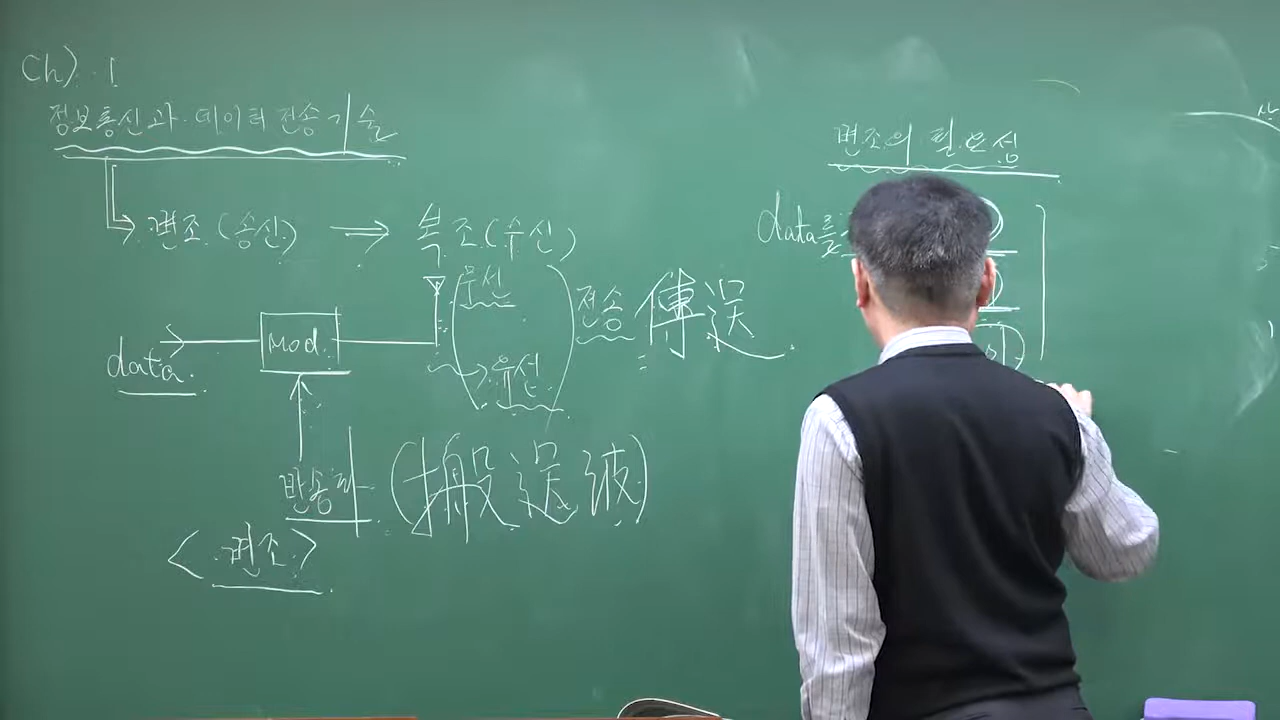 Ch) . 1
정보통신과 데이터 전송기술
변조 (송신) → 복조 (수신)
data.
Mod.
무선
유선
전송 傳送
반송파 (搬送波)
<변조>
변조의 필요성
data를